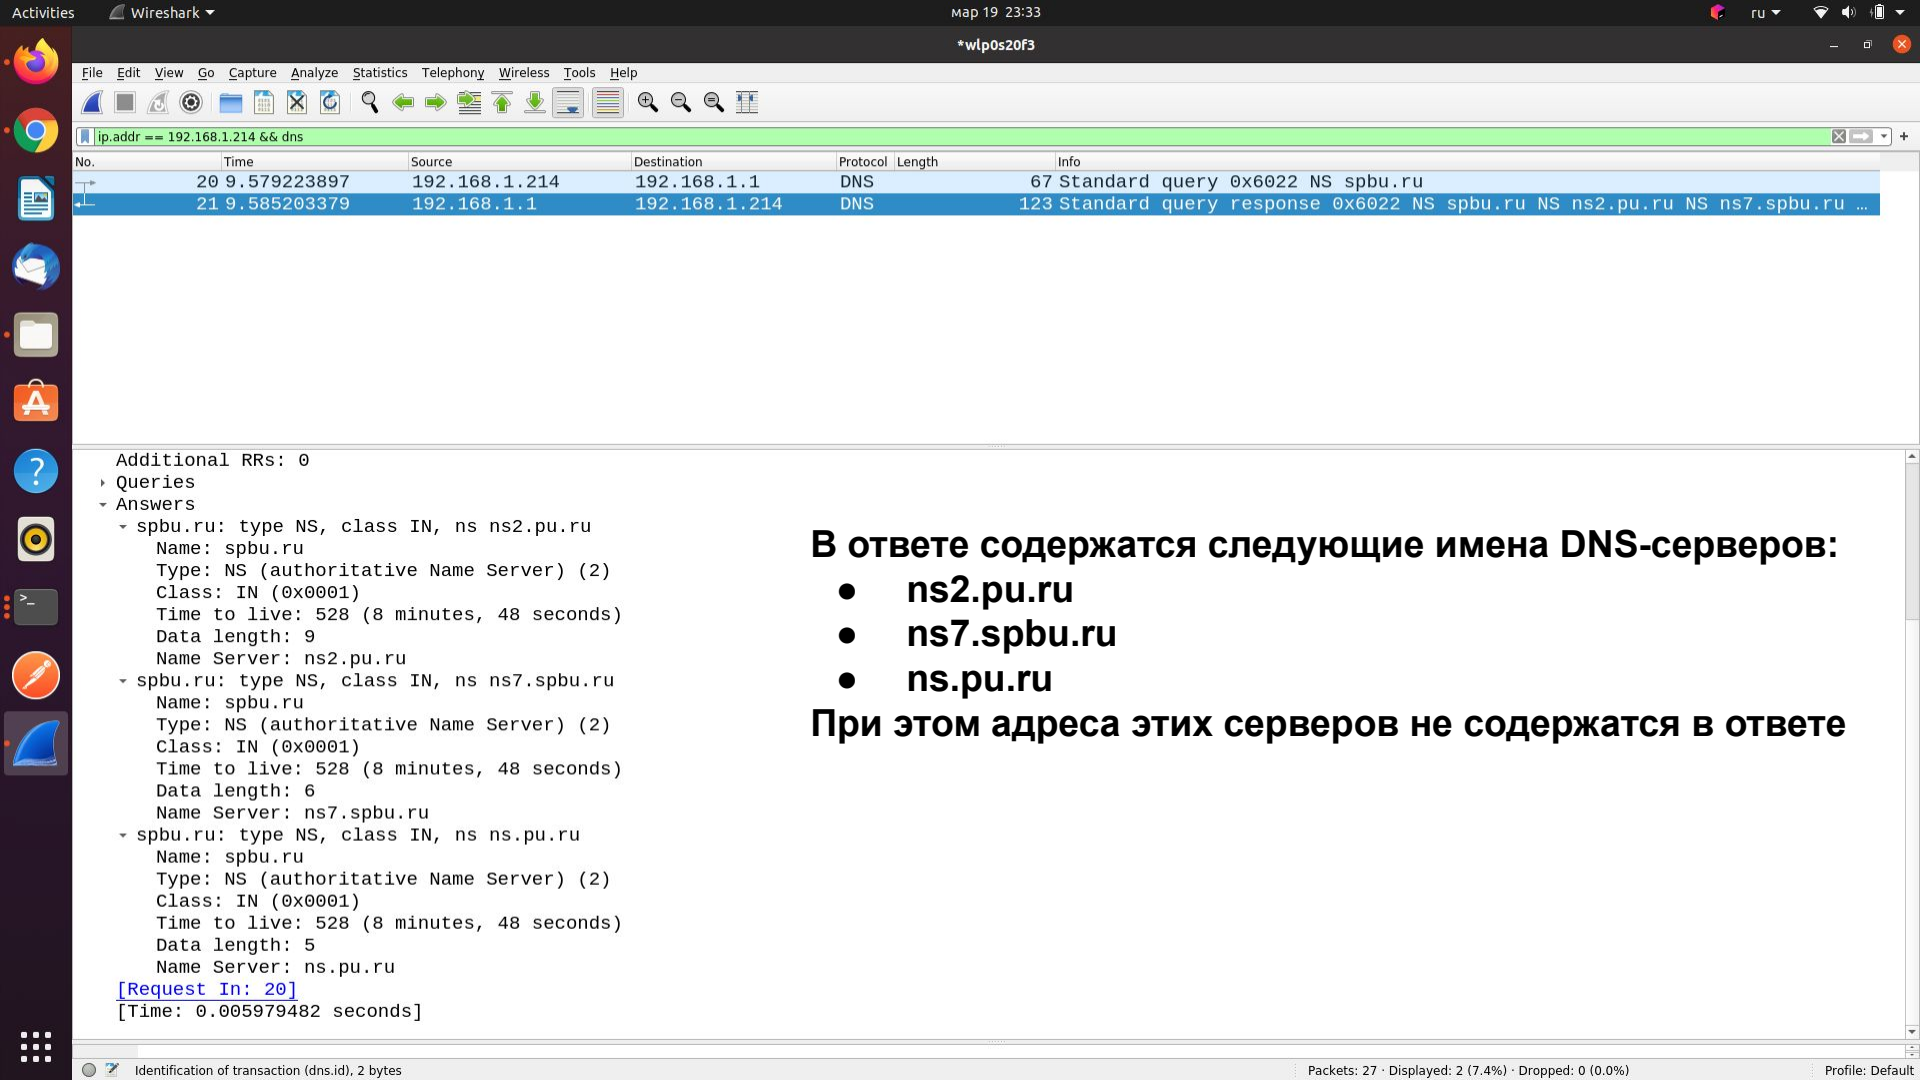 Activities Wireshark мар 19 23:33 ru
*wlp0s20f3
File Edit View Go Capture Analyze Statistics Telephony Wireless Tools Help
ip.addr == 192.168.1.214 && dns
No. Time Source Destination Protocol Length Info
20 9.579223897 192.168.1.214 192.168.1.1 DNS 67 Standard query 0x6022 NS spbu.ru
21 9.585203379 192.168.1.1 192.168.1.214 DNS 123 Standard query response 0x6022 NS spbu.ru NS ns2.pu.ru NS ns7.spbu.ru …
Additional RRs: 0
Queries
Answers
spbu.ru: type NS, class IN, ns ns2.pu.ru
Name: spbu.ru
Type: NS (authoritative Name Server) (2)
Class: IN (0x0001)
Time to live: 528 (8 minutes, 48 seconds)
Data length: 9
Name Server: ns2.pu.ru
spbu.ru: type NS, class IN, ns ns7.spbu.ru
Name: spbu.ru
Type: NS (authoritative Name Server) (2)
Class: IN (0x0001)
Time to live: 528 (8 minutes, 48 seconds)
Data length: 6
Name Server: ns7.spbu.ru
spbu.ru: type NS, class IN, ns ns.pu.ru
Name: spbu.ru
Type: NS (authoritative Name Server) (2)
Class: IN (0x0001)
Time to live: 528 (8 minutes, 48 seconds)
Data length: 5
Name Server: ns.pu.ru
[Request In: 20]
[Time: 0.005979482 seconds]
В ответе содержатся следующие имена DNS-серверов:
● ns2.pu.ru
● ns7.spbu.ru
● ns.pu.ru
При этом адреса этих серверов не содержатся в ответе
Identification of transaction (dns.id), 2 bytes
Packets: 27 · Displayed: 2 (7.4%) · Dropped: 0 (0.0%)
Profile: Default